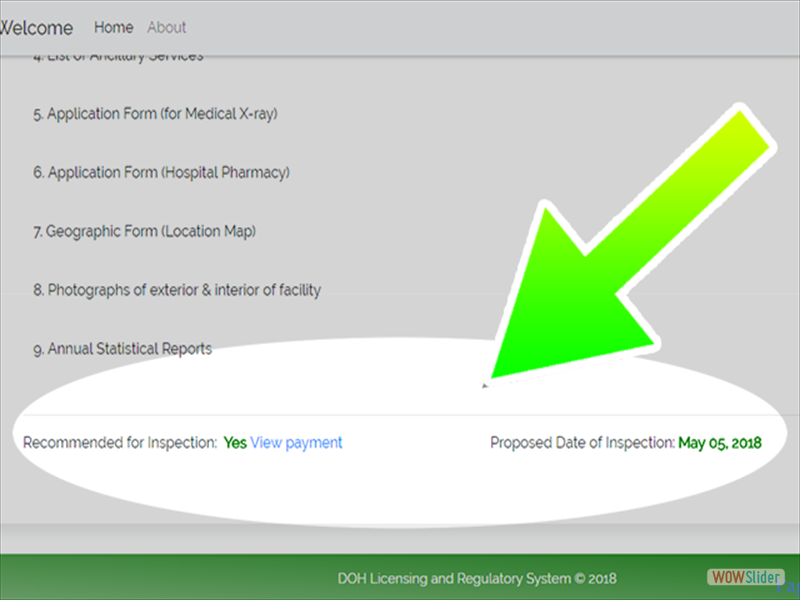 Welcome Home About
4. List of Ancillary Services
5. Application Form (for Medical X-ray)
6. Application Form (Hospital Pharmacy)
7. Geographic Form (Location Map)
8. Photographs of exterior & interior of facility
9. Annual Statistical Reports
Recommended for Inspection: Yes View payment Proposed Date of Inspection: May 05, 2018
DOH Licensing and Regulatory System © 2018
WOWSlider